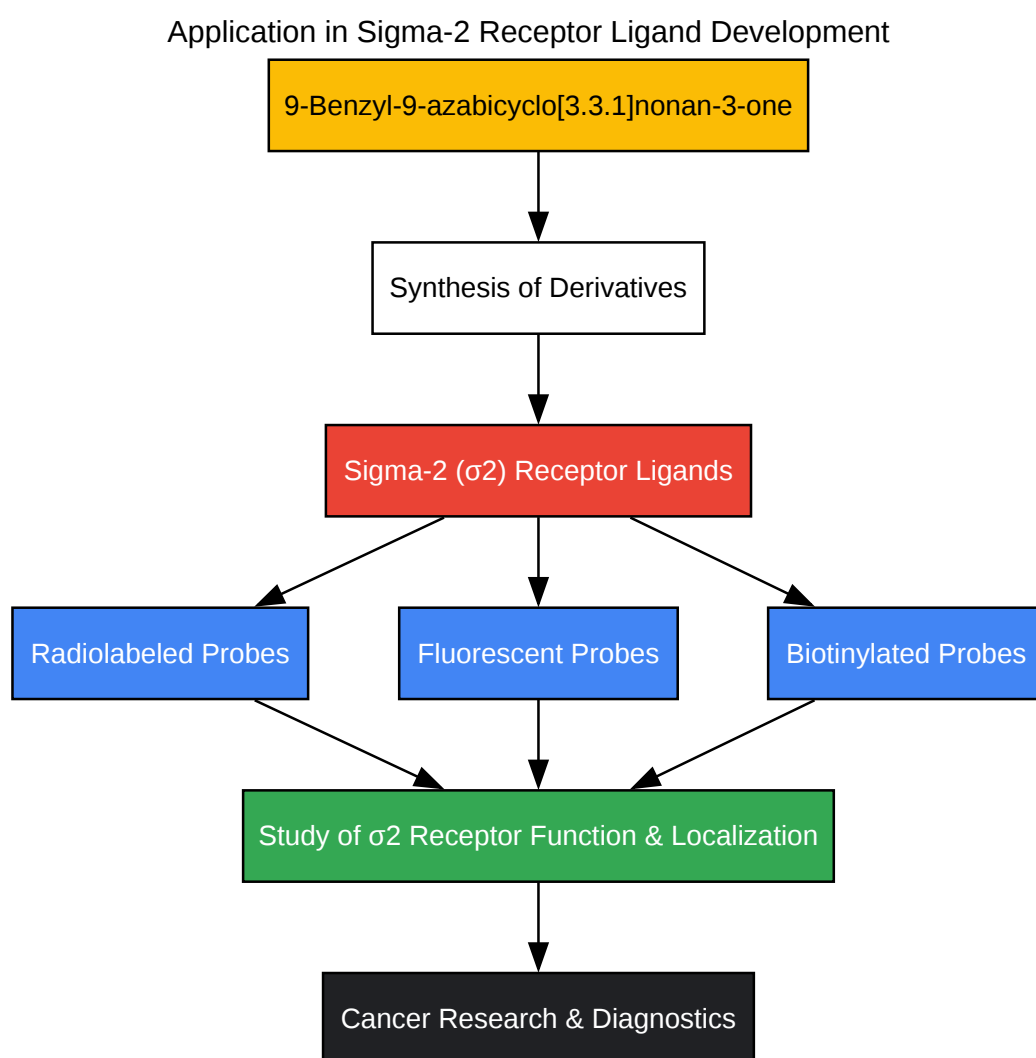 Application in Sigma-2 Receptor Ligand Development
9-Benzyl-9-azabicyclo[3.3.1]nonan-3-one
Synthesis of Derivatives
Sigma-2 (σ2) Receptor Ligands
Radiolabeled Probes
Fluorescent Probes
Biotinylated Probes
Study of σ2 Receptor Function & Localization
Cancer Research & Diagnostics